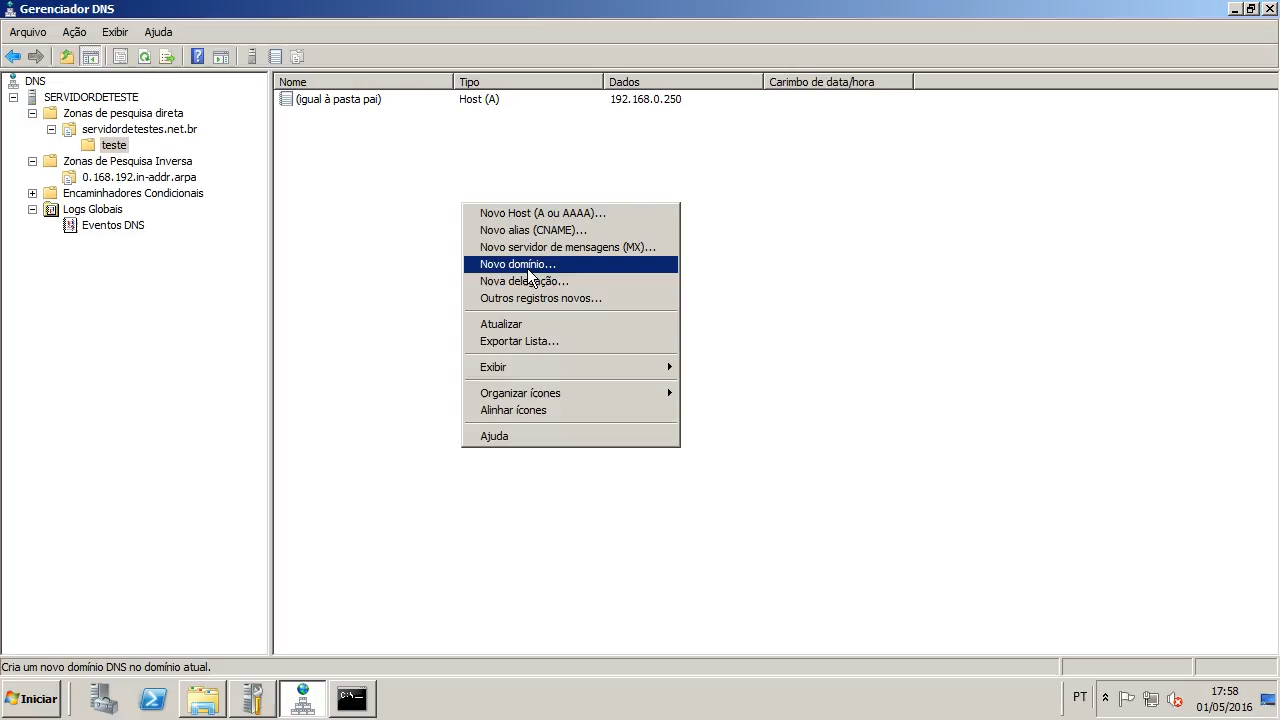 Gerenciador DNS
Arquivo Ação Exibir Ajuda
DNS
SERVIDORDETESTE
Zonas de pesquisa direta
servidordetestes.net.br
teste
Zonas de Pesquisa Inversa
0.168.192.in-addr.arpa
Encaminhadores Condicionais
Logs Globais
Eventos DNS
Nome Tipo Dados Carimbo de data/hora
(igual à pasta pai) Host (A) 192.168.0.250
Novo Host (A ou AAAA)...
Novo alias (CNAME)...
Novo servidor de mensagens (MX)...
Novo domínio...
Nova delegação...
Outros registros novos...
Atualizar
Exportar Lista...
Exibir
Organizar ícones
Alinhar ícones
Ajuda
Cria um novo domínio DNS no domínio atual.
Iniciar
PT
17:58
01/05/2016